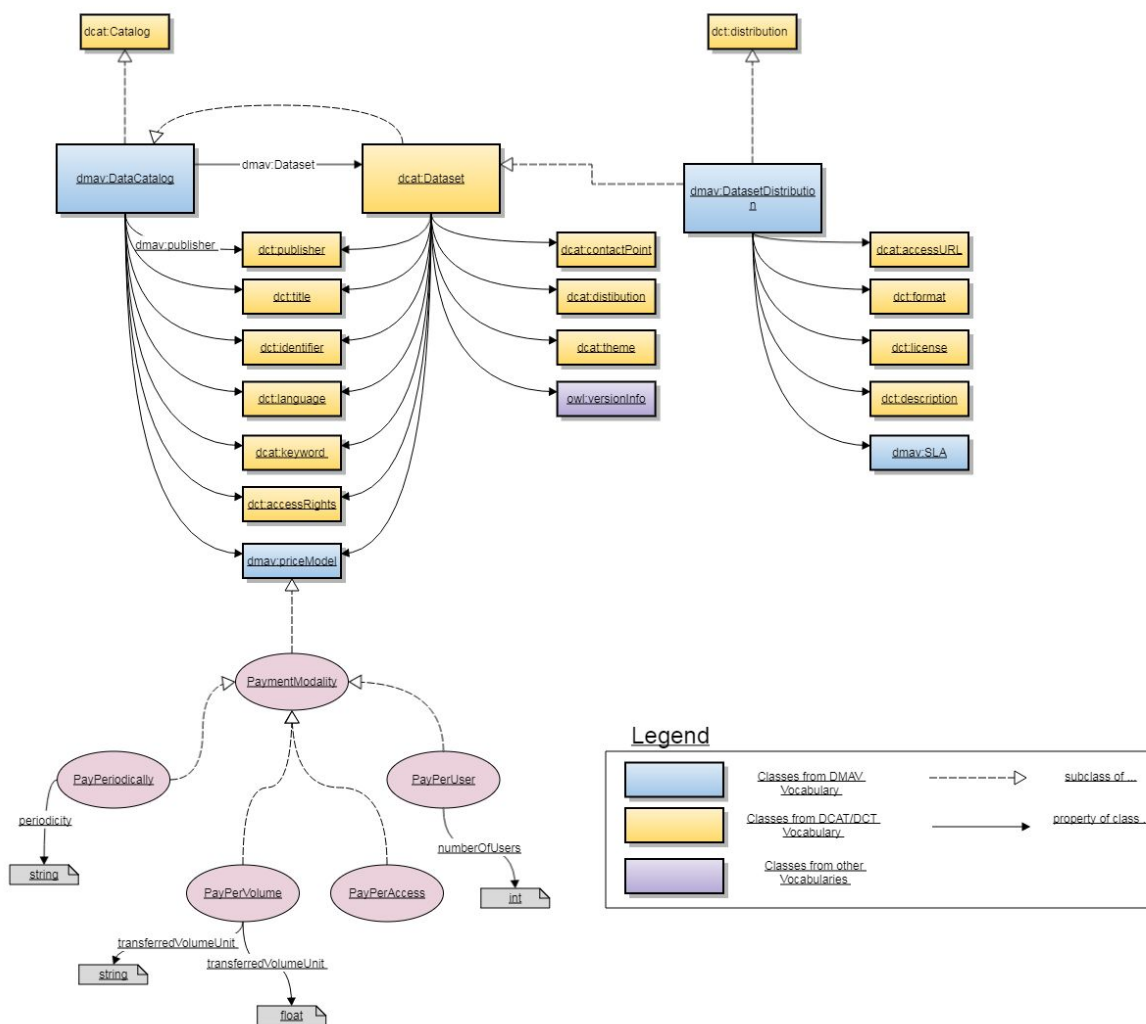 dcat:Catalog
dct:distribution
dmav:DataCatalog
dmav:Dataset
dcat:Dataset
dmav:DatasetDistributio
n
dmav:publisher
dct:publisher
dct:title
dct:identifier
dct:language
dcat:keyword
dct:accessRights
dmav:priceModel
dcat:contactPoint
dcat:distibution
dcat:theme
owl:versionInfo
dcat:accessURL
dct:format
dct:license
dct:description
dmav:SLA
PaymentModality
PayPeriodically
PayPerUser
periodicity
string
numberOfUsers
int
PayPerVolume
PayPerAccess
transferredVolumeUnit
string
transferredVolumeUnit
float
Legend
Classes from DMAV
Vocabulary
subclass of ...
Classes from DCAT/DCT
Vocabulary
property of class ...
Classes from other
Vocabularies